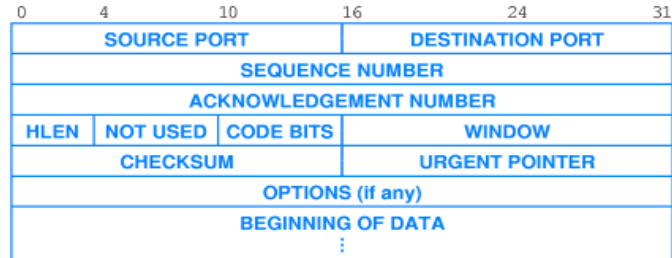 0 4 10 16 24 31
SOURCE PORT DESTINATION PORT
SEQUENCE NUMBER
ACKNOWLEDGEMENT NUMBER
HLEN NOT USED CODE BITS WINDOW
CHECKSUM URGENT POINTER
OPTIONS (if any)
BEGINNING OF DATA
⋮